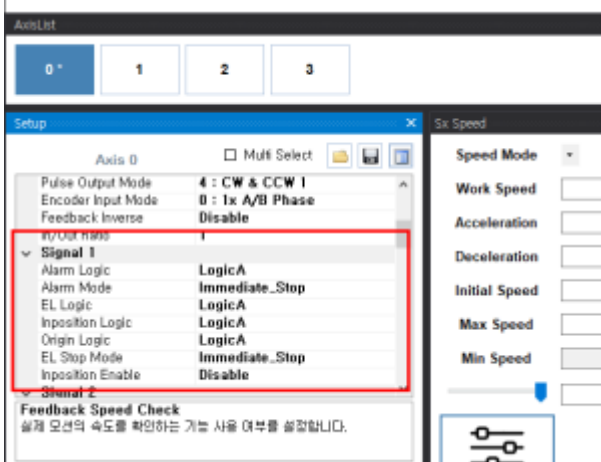 AxisList
0 *
1
2
3
Setup
Axis 0
Multi Select
Pulse Output Mode 4 : CW & CCW 1
Encoder Input Mode 0 : 1x A/B Phase
Feedback Inverse Disable
In/Out Ratio 1
Signal 1
Alarm Logic LogicA
Alarm Mode Immediate_Stop
EL Logic LogicA
Inposition Logic LogicA
Origin Logic LogicA
EL Stop Mode Immediate_Stop
Inposition Enable Disable
Signal 2
Feedback Speed Check
실제 모션의 속도를 확인하는 기능 사용 여부를 설정합니다.
Sx Speed
Speed Mode
Work Speed
Acceleration
Deceleration
Initial Speed
Max Speed
Min Speed